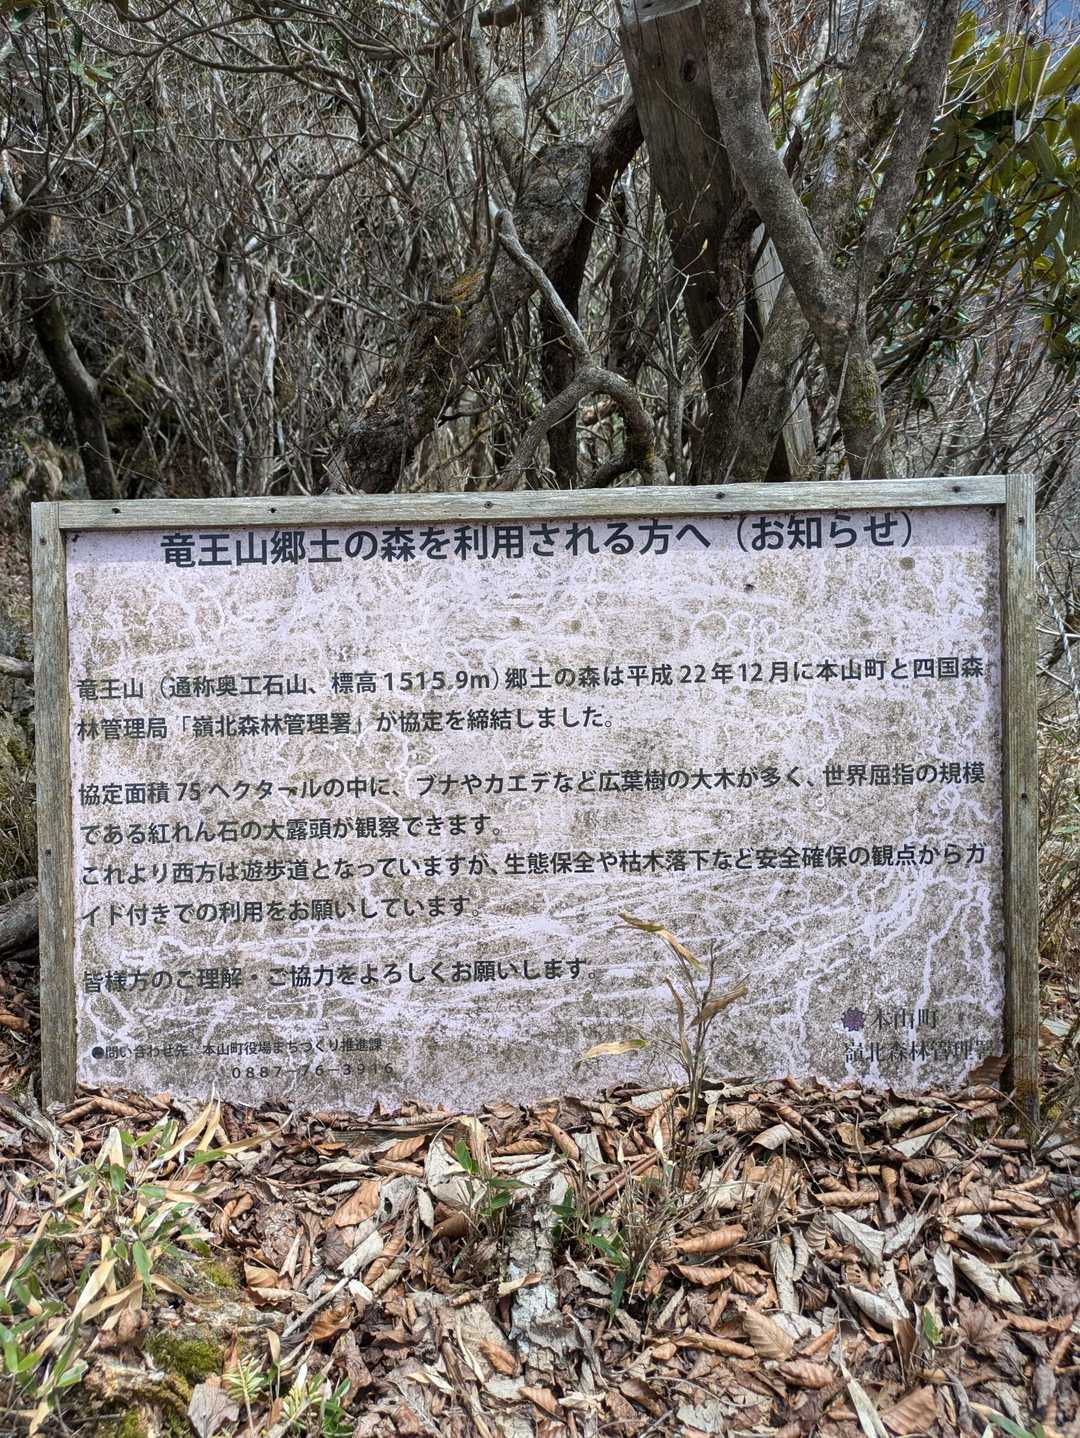 竜王山郷土の森を利用される方へ（お知らせ）
竜王山（通称奥工石山、標高1515.9m）郷土の森は平成22年12月に本山町と四国森
林管理局「嶺北森林管理署」が協定を締結しました。
協定面積75ヘクタールの中に、ブナやカエデなど広葉樹の大木が多く、世界屈指の規模
である紅れん石の大露頭が観察できます。
これより西方は遊歩道となっていますが、生態保全や枯木落下など安全確保の観点からガ
イド付きでの利用をお願いしています。
皆様方のご理解・ご協力をよろしくお願いします。
●問い合わせ先　本山町役場まちづくり推進課
0887-76-3916
本山町
嶺北森林管理署